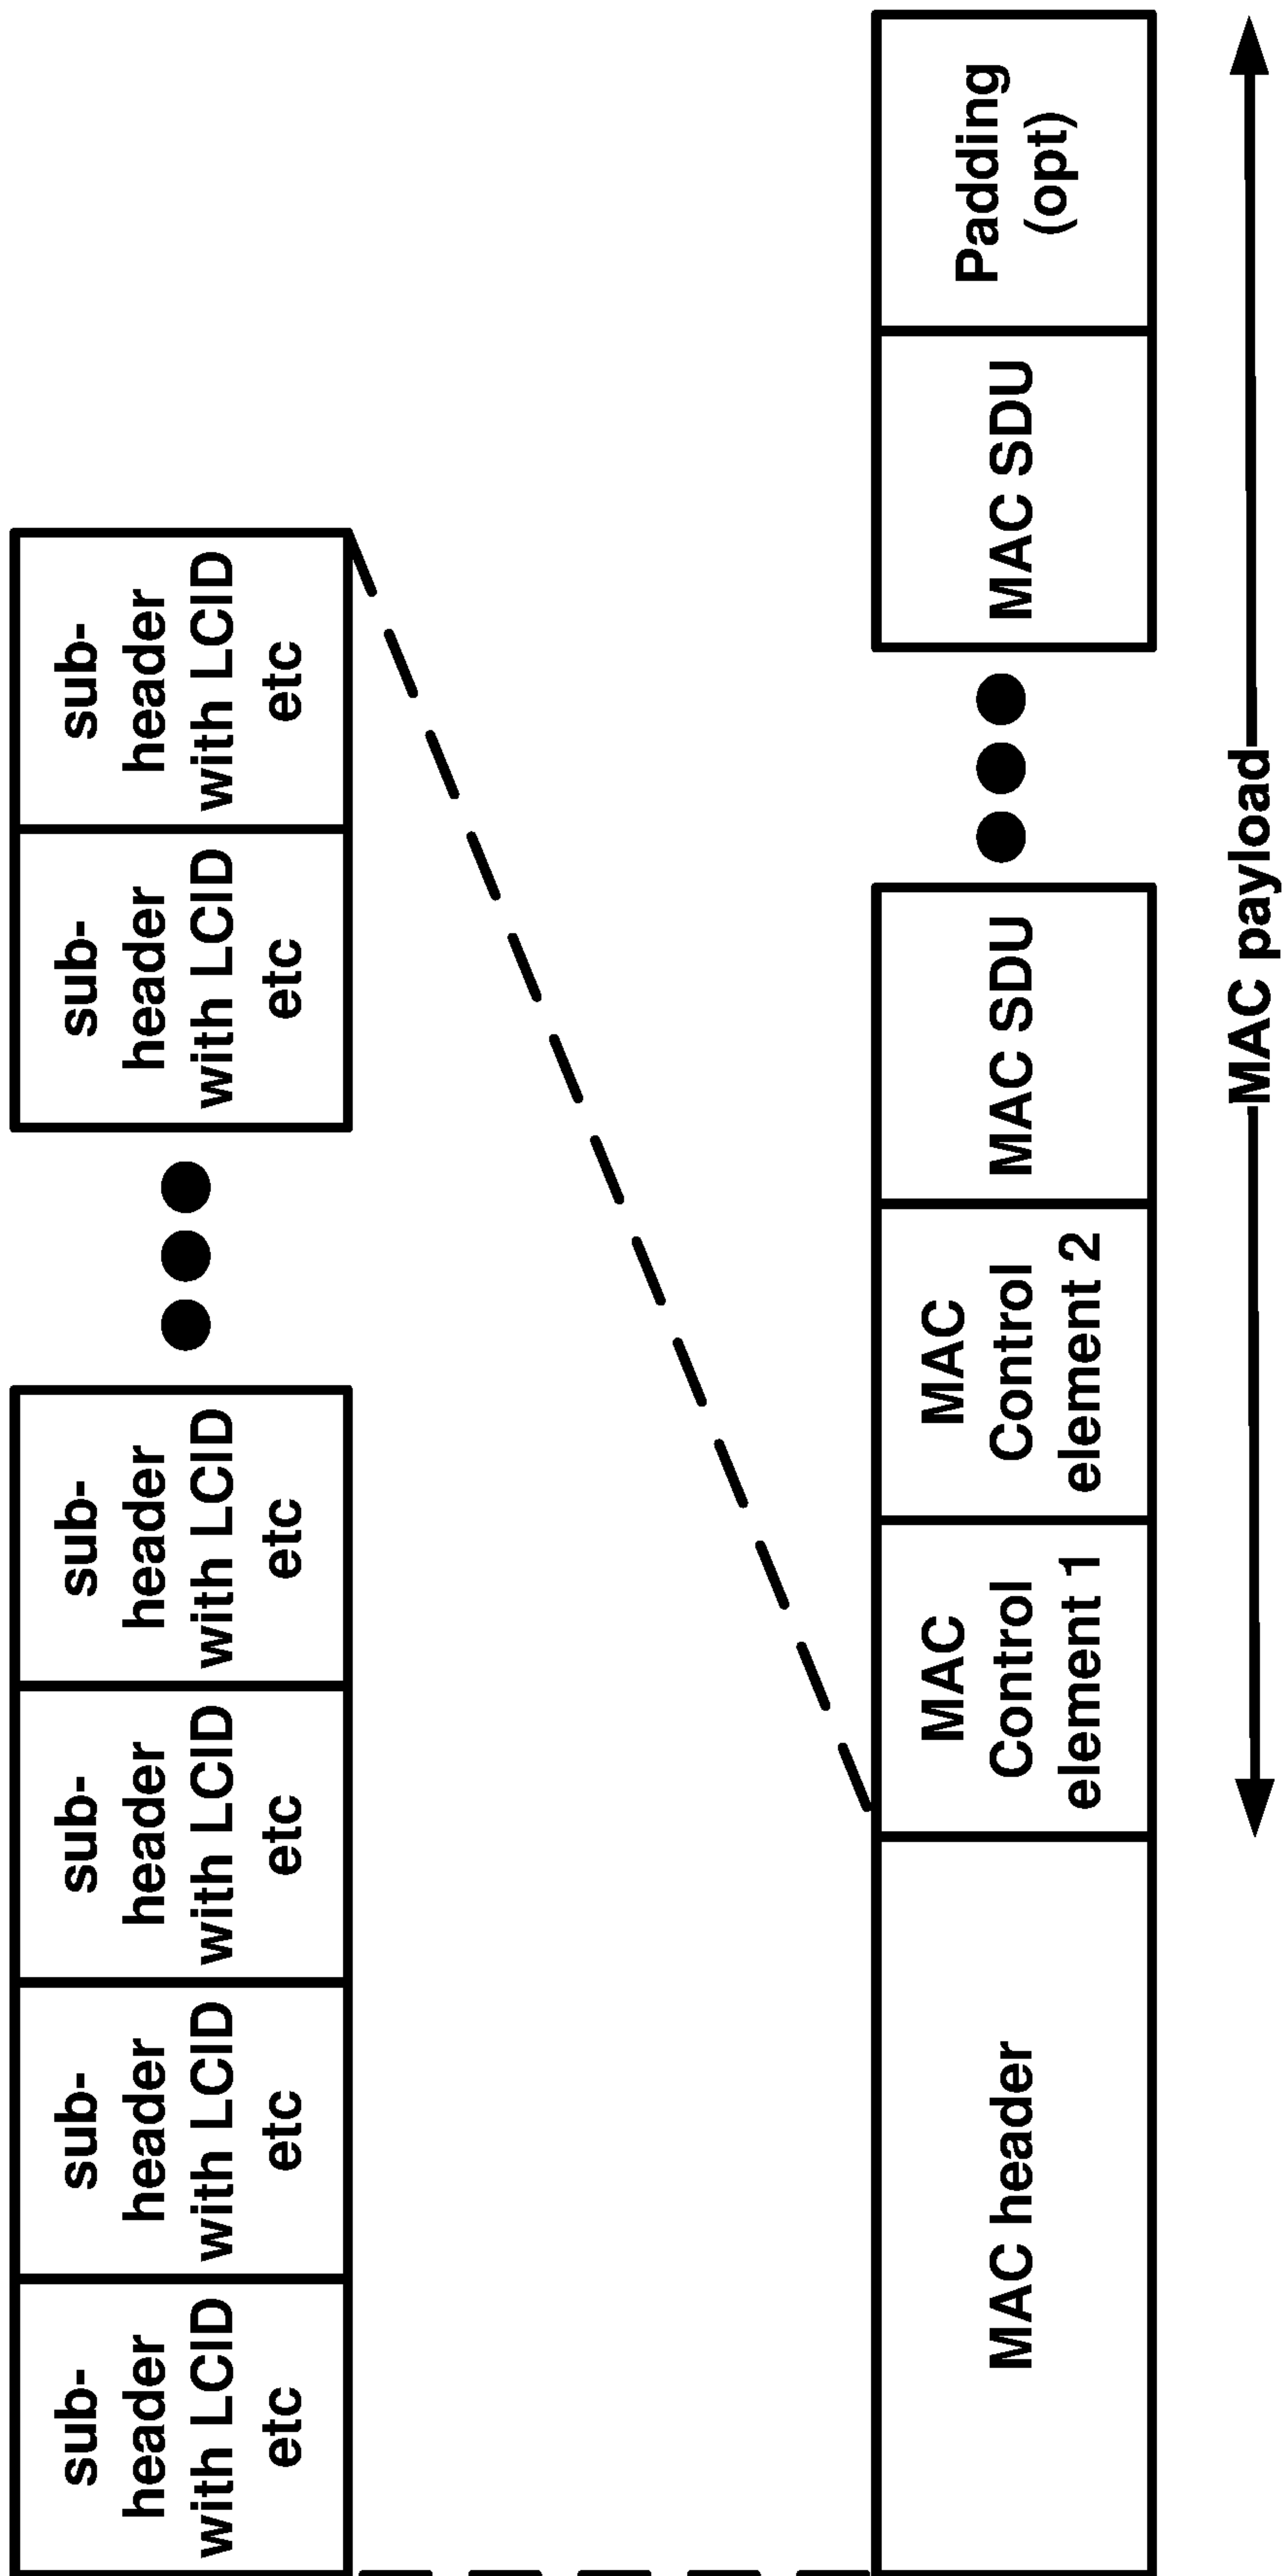 sub-
header
with LCID
etc
sub-
header
with LCID
etc
sub-
header
with LCID
etc
sub-
header
with LCID
etc
sub-
header
with LCID
etc
sub-
header
with LCID
etc
MAC header
MAC
Control
element 1
MAC
Control
element 2
MAC SDU
MAC SDU
Padding
(opt)
MAC payload